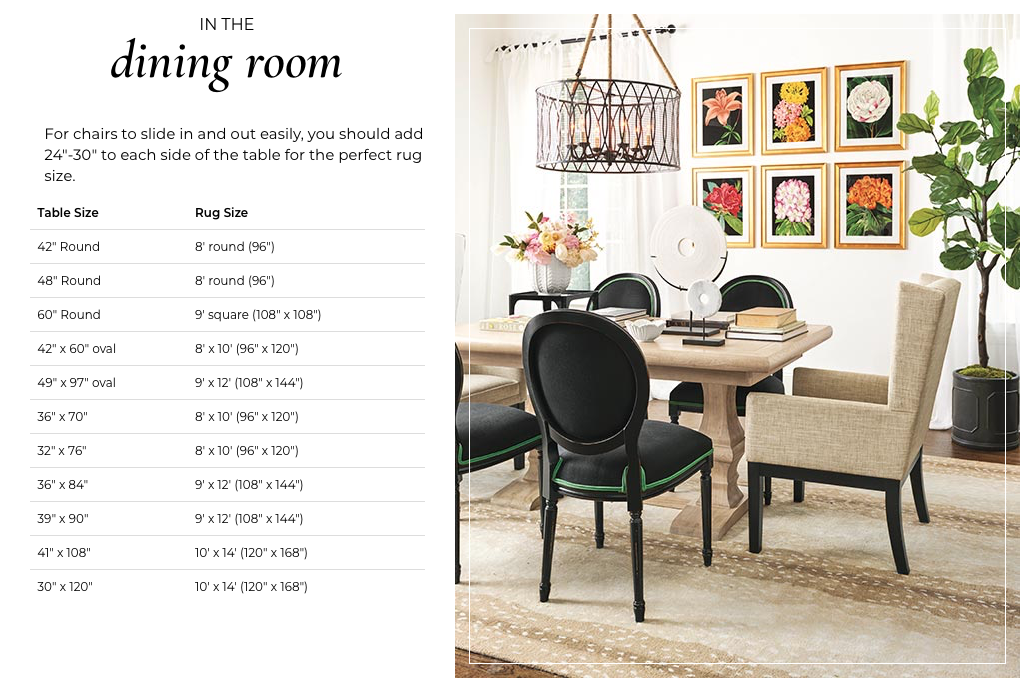 IN THE
dining room
For chairs to slide in and out easily, you should add
24"-30" to each side of the table for the perfect rug
size.
Table Size Rug Size
42" Round 8' round (96")
48" Round 8' round (96")
60" Round 9' square (108" x 108")
42" x 60" oval 8' x 10' (96" x 120")
49" x 97" oval 9' x 12' (108" x 144")
36" x 70" 8' x 10' (96" x 120")
32" x 76" 8' x 10' (96" x 120")
36" x 84" 9' x 12' (108" x 144")
39" x 90" 9' x 12' (108" x 144")
41" x 108" 10' x 14' (120" x 168")
30" x 120" 10' x 14' (120" x 168")